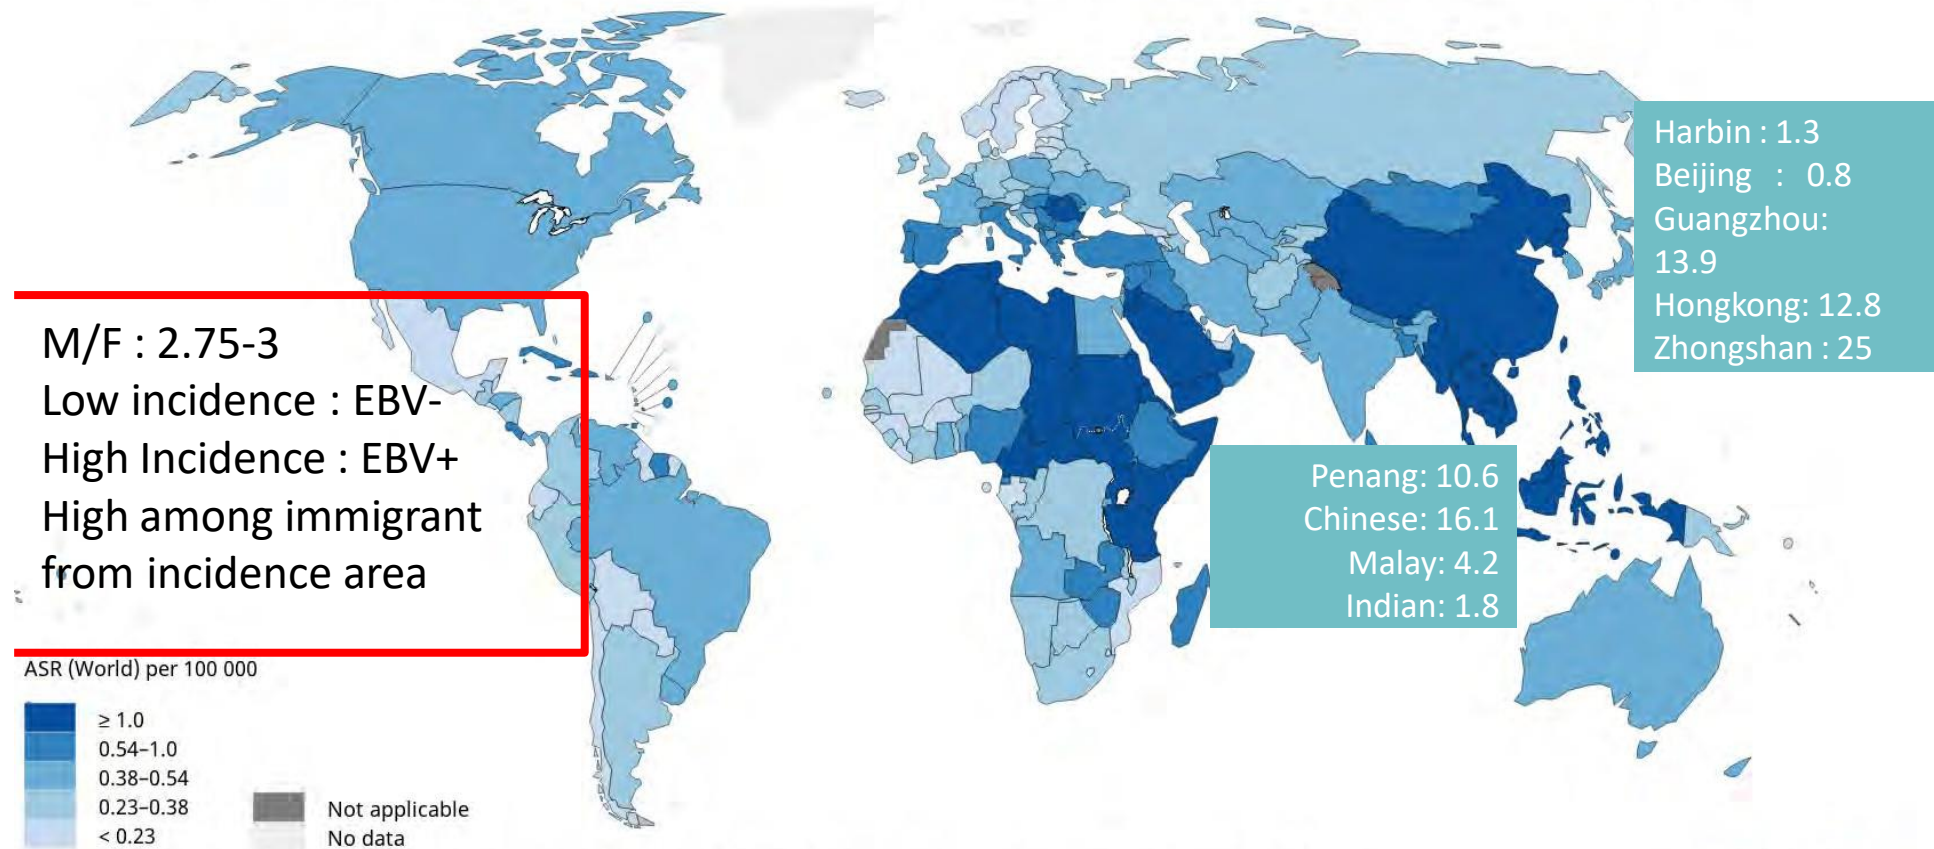 Harbin : 1.3
Beijing : 0.8
Guangzhou:
13.9
Hongkong: 12.8
Zhongshan : 25
M/F : 2.75-3
Low incidence : EBV-
High Incidence : EBV+
High among immigrant
from incidence area
Penang: 10.6
Chinese: 16.1
Malay: 4.2
Indian: 1.8
ASR (World) per 100 000
≥ 1.0
0.54–1.0
0.38–0.54
0.23–0.38
< 0.23
Not applicable
No data